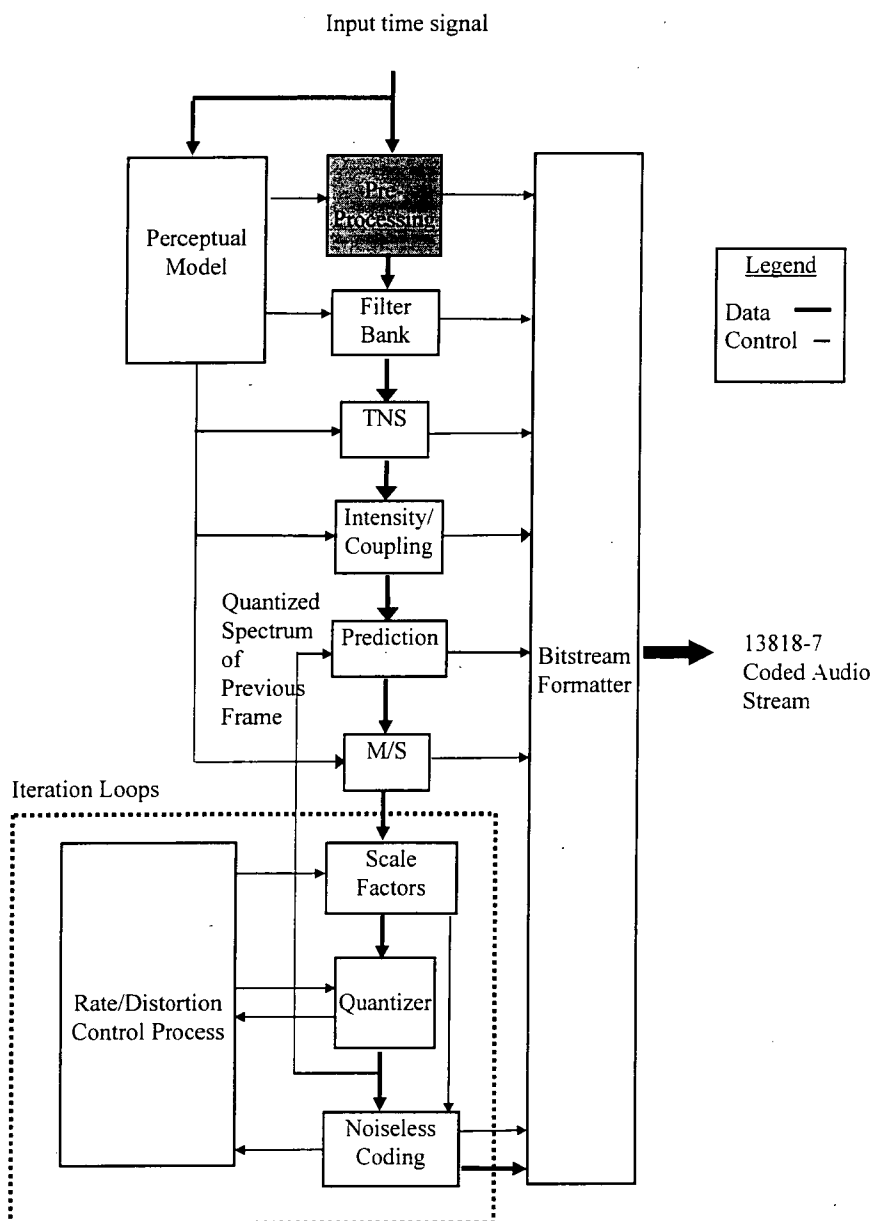 Input time signal
Perceptual
Model
Pre-
Processing
Filter
Bank
TNS
Intensity/
Coupling
Quantized
Spectrum
of
Previous
Frame
Prediction
M/S
Iteration Loops
Rate/Distortion
Control Process
Scale
Factors
Quantizer
Noiseless
Coding
Bitstream
Formatter
Legend
Data
Control
13818-7
Coded Audio
Stream